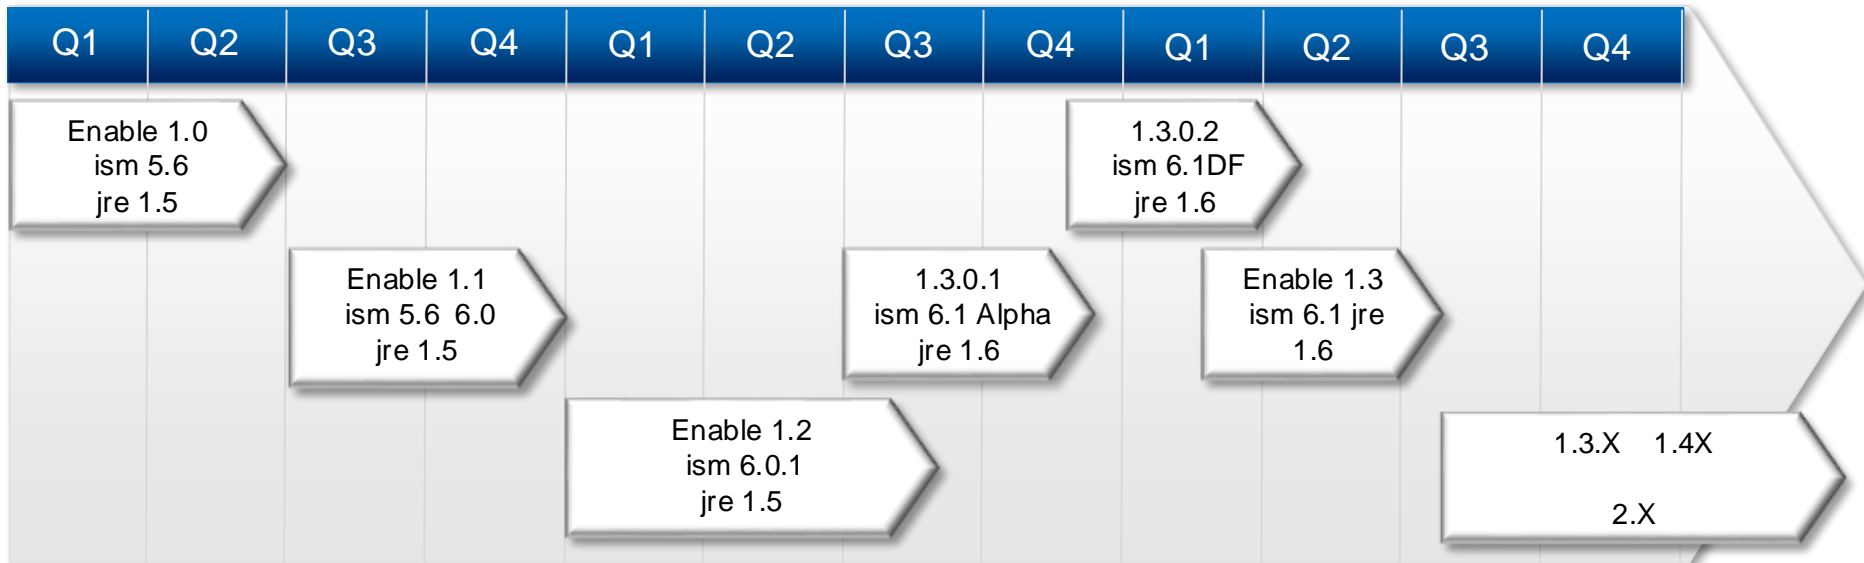 Q1 Q2 Q3 Q4 Q1 Q2 Q3 Q4 Q1 Q2 Q3 Q4
Enable 1.0
ism 5.6
jre 1.5
1.3.0.2
ism 6.1DF
jre 1.6
Enable 1.1
ism 5.6 6.0
jre 1.5
1.3.0.1
ism 6.1 Alpha
jre 1.6
Enable 1.3
ism 6.1 jre
1.6
Enable 1.2
ism 6.0.1
jre 1.5
1.3.X 1.4X
2.X